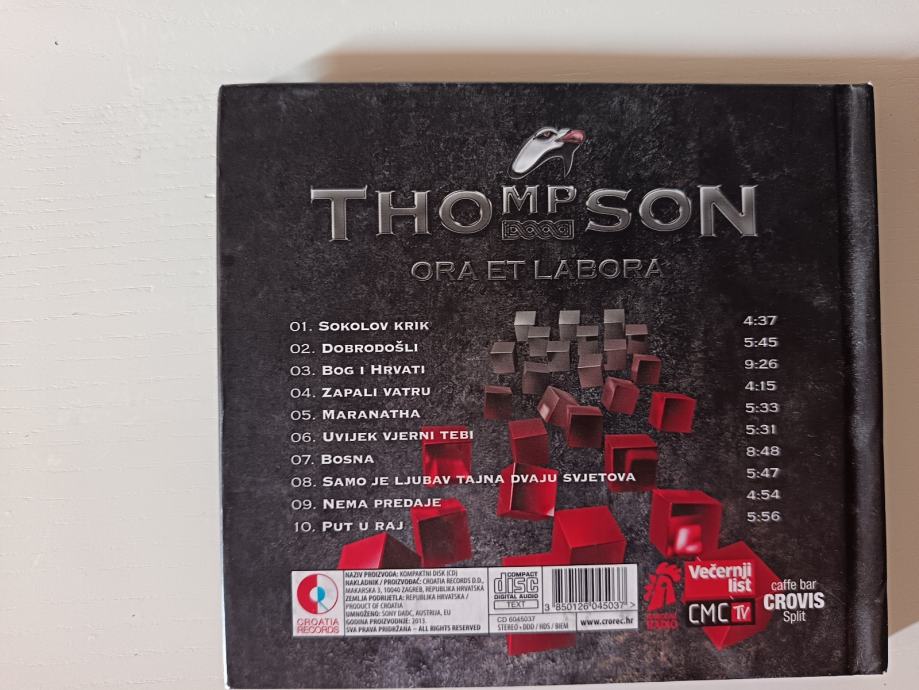 THOMPSON
ORA ET LABORA
01. SOKOLOV KRIK 4:37
02. DOBRODOŠLI 5:45
03. BOG I HRVATI 9:26
04. ZAPALI VATRU 4:15
05. MARANATHA 5:33
06. UVIJEK VJERNI TEBI 5:31
07. BOSNA 8:48
08. SAMO JE LJUBAV TAJNA DVAJU SVJETOVA 5:47
09. NEMA PREDAJE 4:54
10. PUT U RAJ 5:56
CROATIA
RECORDS
NAZIV PROIZVODA: KOMPAKTNI DISK (CD)
NAKLADNIK / PROIZVOĐAČ: CROATIA RECORDS D.D.,
MAKARSKA 3, 10040 ZAGREB, REPUBLIKA HRVATSKA
ZEMLJA PODRIJETLA: REPUBLIKA HRVATSKA /
PRODUCT OF CROATIA
UMNOŽENO: SONY DADC, AUSTRIJA, EU
GODINA PROIZVODNJE: 2013.
SVA PRAVA PRIDRŽANA – ALL RIGHTS RESERVED
COMPACT
disc
DIGITAL AUDIO
TEXT
CD 6045037
STEREO • DDD / HDS / BIEM
3 850126 045037 >
www.crorec.hr
RADIO
Večernji
list
CMC TV
caffe bar
CROVIS
Split